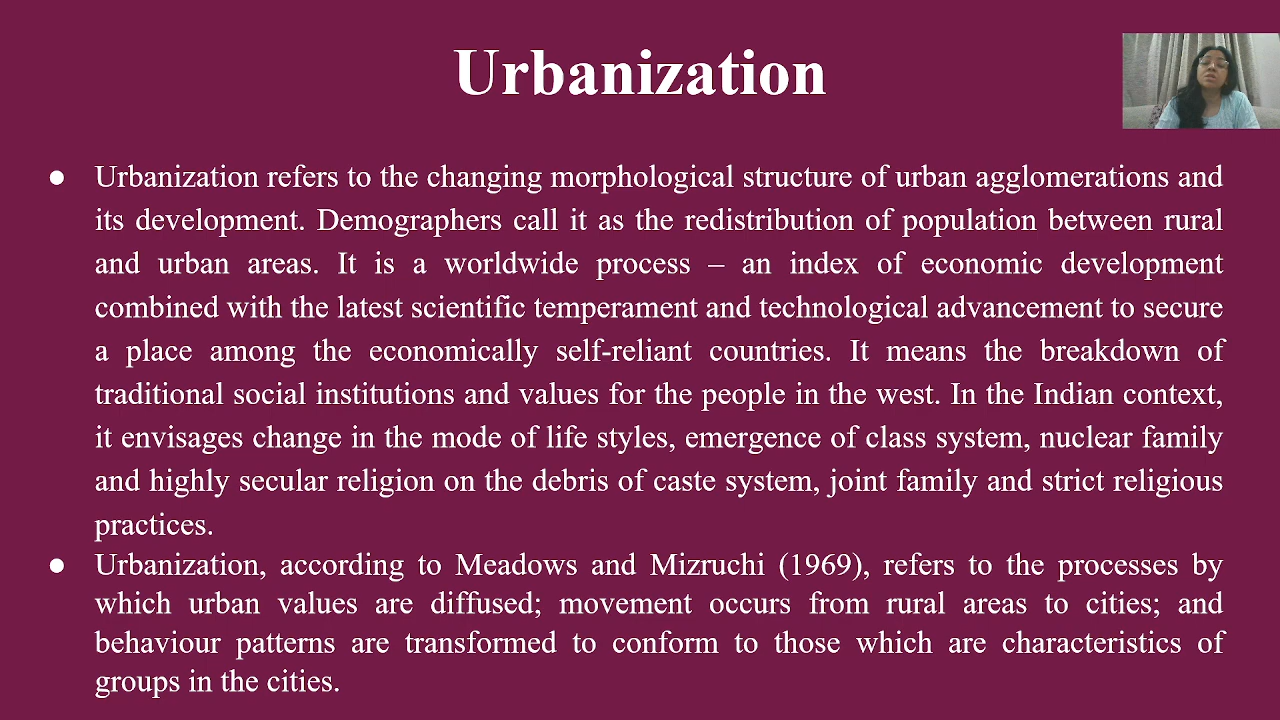 Urbanization
● Urbanization refers to the changing morphological structure of urban agglomerations and
its development. Demographers call it as the redistribution of population between rural
and urban areas. It is a worldwide process – an index of economic development
combined with the latest scientific temperament and technological advancement to secure
a place among the economically self-reliant countries. It means the breakdown of
traditional social institutions and values for the people in the west. In the Indian context,
it envisages change in the mode of life styles, emergence of class system, nuclear family
and highly secular religion on the debris of caste system, joint family and strict religious
practices.
● Urbanization, according to Meadows and Mizruchi (1969), refers to the processes by
which urban values are diffused; movement occurs from rural areas to cities; and
behaviour patterns are transformed to conform to those which are characteristics of
groups in the cities.